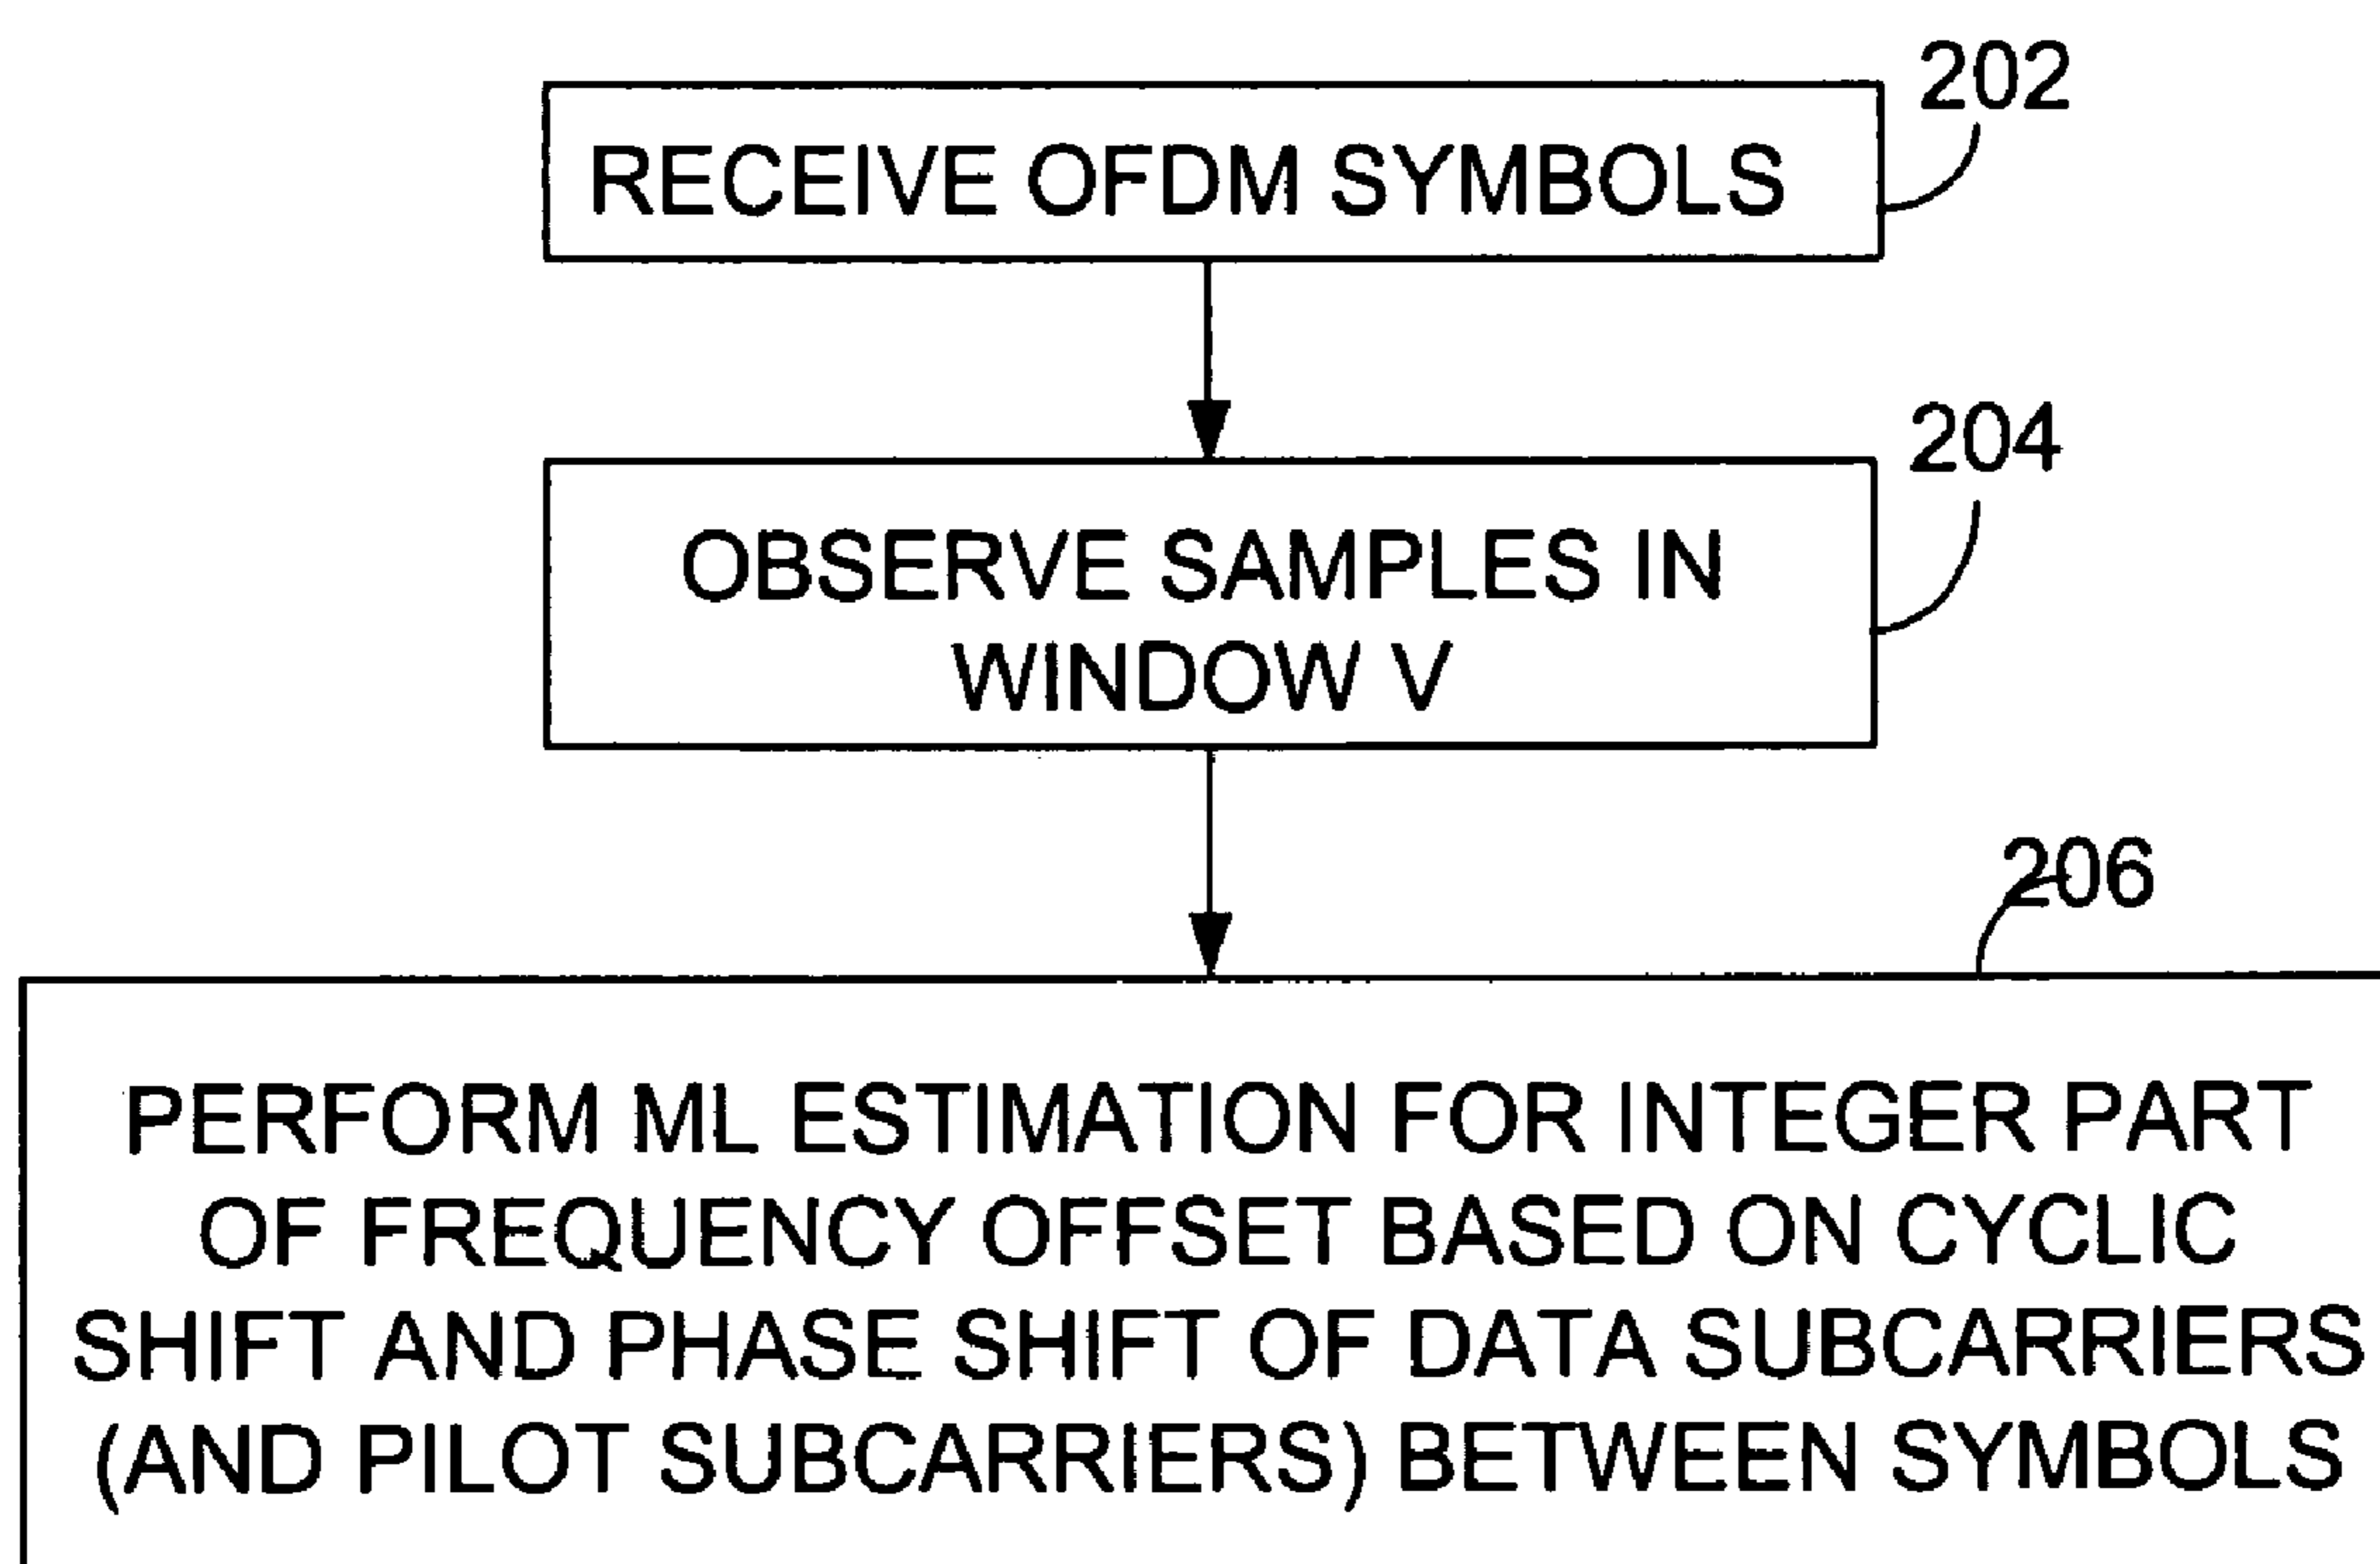 202
RECEIVE OFDM SYMBOLS
204
OBSERVE SAMPLES IN
WINDOW V
206
PERFORM ML ESTIMATION FOR INTEGER PART
OF FREQUENCY OFFSET BASED ON CYCLIC
SHIFT AND PHASE SHIFT OF DATA SUBCARRIERS
(AND PILOT SUBCARRIERS) BETWEEN SYMBOLS